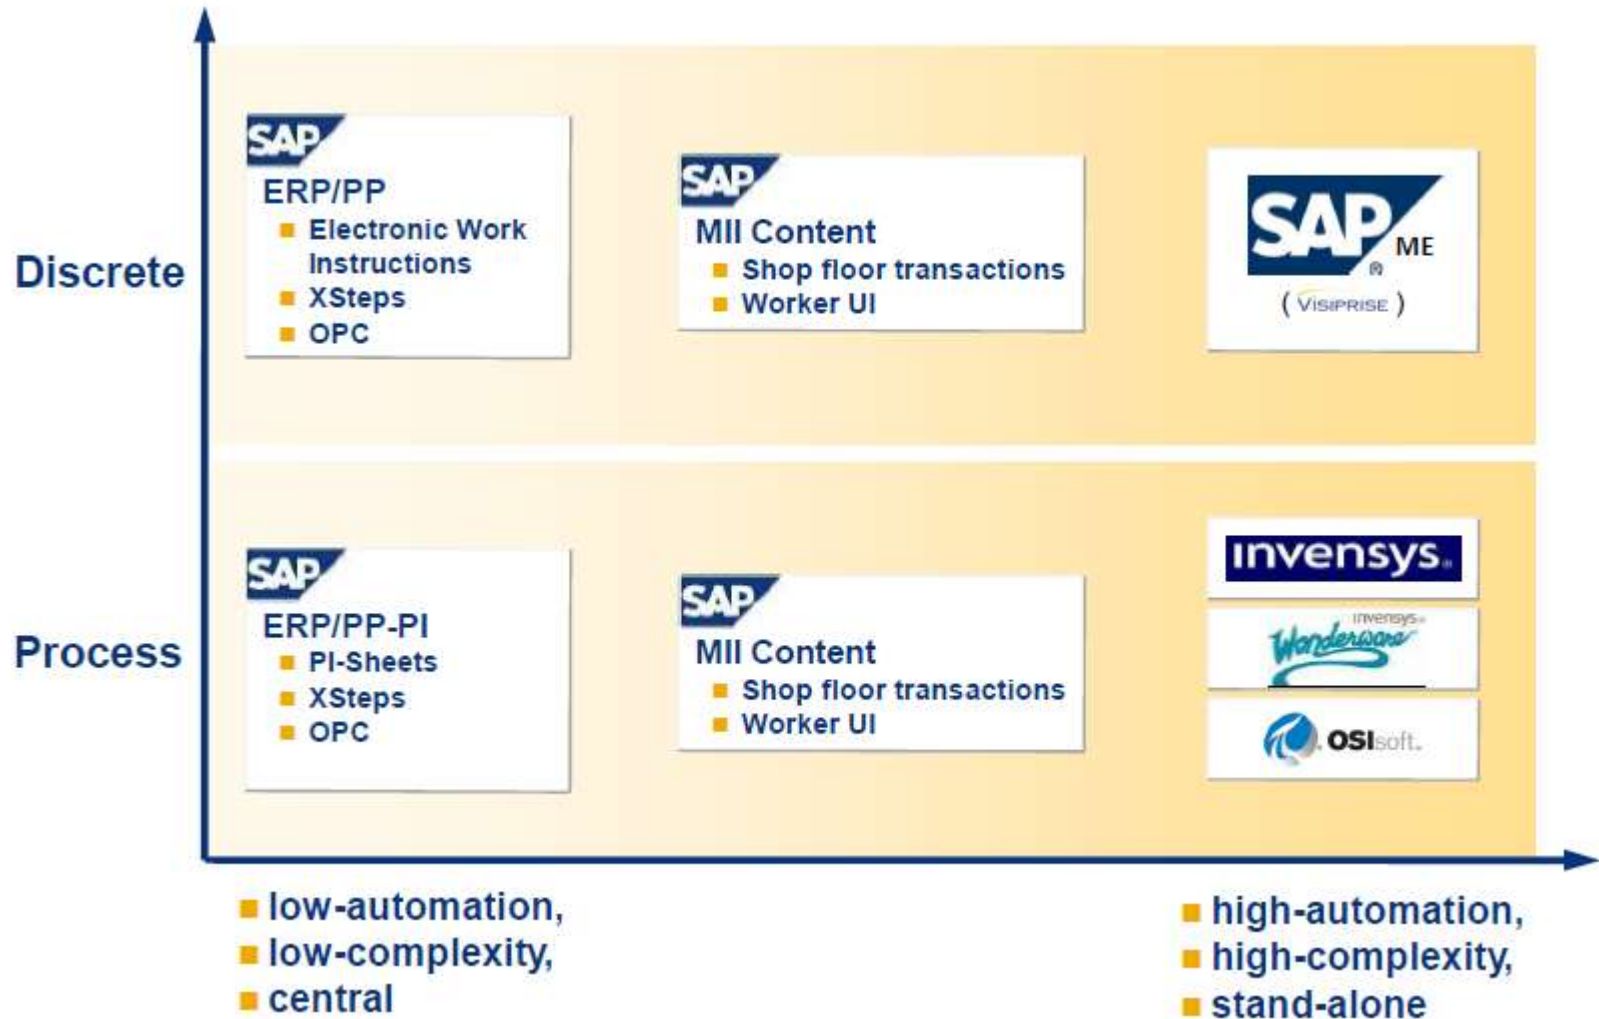 Discrete
SAP
ERP/PP
Electronic Work
Instructions
XSteps
OPC
SAP
MII Content
Shop floor transactions
Worker UI
SAP ® ME
( VISIPRISE )
Process
SAP
ERP/PP-PI
PI-Sheets
XSteps
OPC
SAP
MII Content
Shop floor transactions
Worker UI
invensys®
invensys
Wonderware
OSIsoft.
low-automation,
low-complexity,
central
high-automation,
high-complexity,
stand-alone